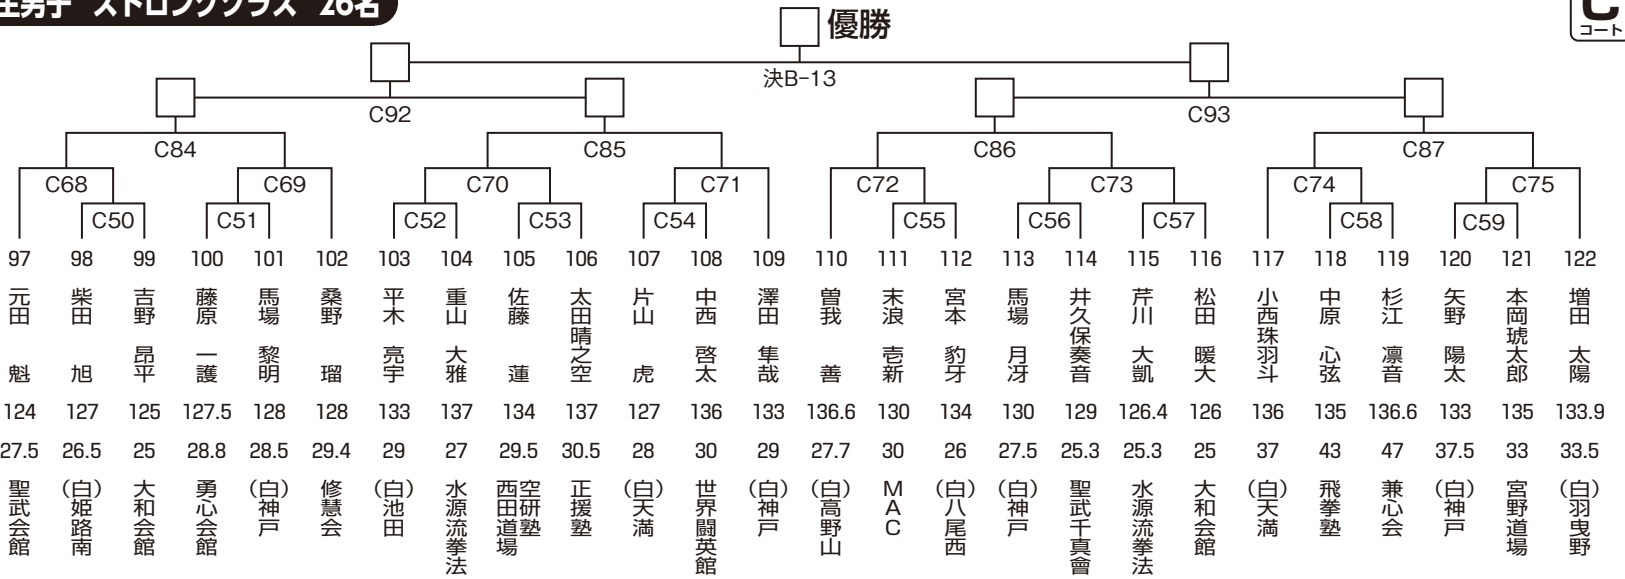 生男子 ストロングクラス 26名
C
コート
優勝
決B-13
C92 C93
C84 C85 C86 C87
C68 C69 C70 C71 C72 C73 C74 C75
C50 C51 C52 C53 C54 C55 C56 C57 C58 C59
97 98 99 100 101 102 103 104 105 106 107 108 109 110 111 112 113 114 115 116 117 118 119 120 121 122
元田 魁
柴田 旭
吉野 昂平
藤原 一護
馬場 黎明
桑野 瑠
平木 亮宇
重山 大雅
佐藤 蓮
太田晴之空
片山 虎
中西 啓太
澤田 隼哉
曽我 善
末浪 壱新
宮本 豹牙
馬場 月冴
井久保奏音
芹川 大凱
松田 暖大
小西珠羽斗
中原 心弦
杉江 凛音
矢野 陽太
本岡琥太郎
増田 太陽
124 127 125 127.5 128 128 133 137 134 137 127 136 133 136.6 130 134 130 129 126.4 126 136 135 136.6 133 135 133.9
27.5 26.5 25 28.8 28.5 29.4 29 27 29.5 30.5 28 30 29 27.7 30 26 27.5 25.3 25.3 25 37 43 47 37.5 33 33.5
聖武会館
(白)姫路南
大和会館
勇心会館
(白)神戸
修慧会
(白)池田
水源流拳法
空研塾
西田道場
正援塾
(白)天満
世界闘英館
(白)神戸
(白)高野山
MAC
(白)八尾西
(白)神戸
聖武千真會
水源流拳法
大和会館
(白)天満
飛拳塾
兼心会
(白)神戸
宮野道場
(白)羽曳野